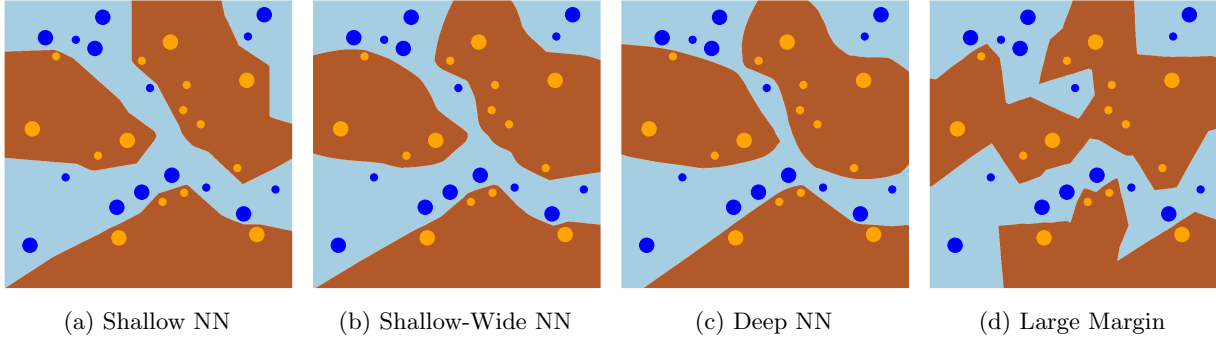 (a) Shallow NN
(b) Shallow-Wide NN
(c) Deep NN
(d) Large Margin